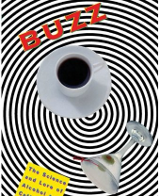 BUZZ
The Science
and Lore of
Alcohol